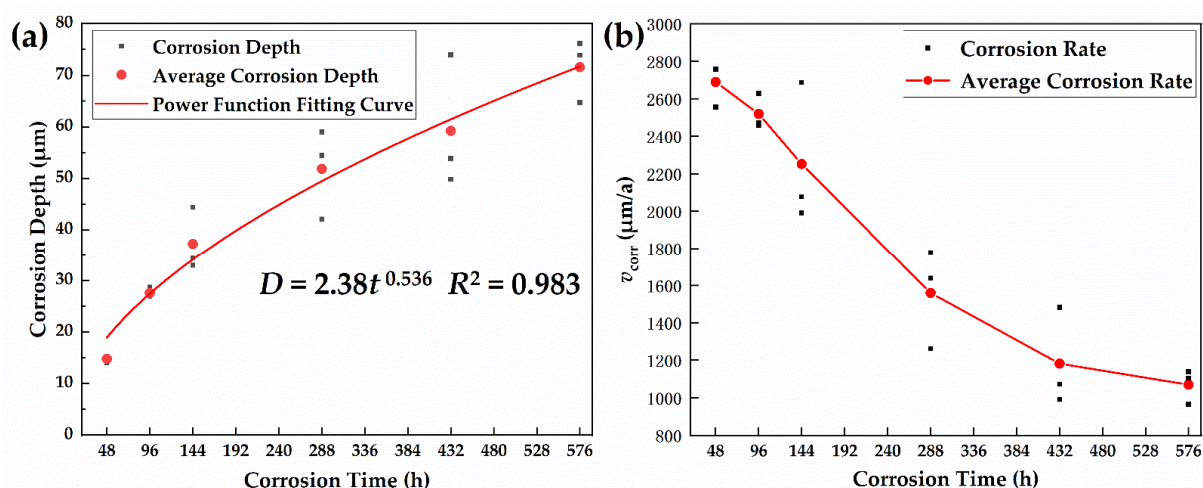 (a)
Corrosion Depth
Average Corrosion Depth
Power Function Fitting Curve
D = 2.38t^0.536 R² = 0.983
Corrosion Depth (μm)
80
70
60
50
40
30
20
10
0
48 96 144 192 240 288 336 384 432 480 528 576
Corrosion Time (h)
(b)
Corrosion Rate
Average Corrosion Rate
v_corr (μm/a)
3000
2800
2600
2400
2200
2000
1800
1600
1400
1200
1000
800
48 96 144 192 240 288 336 384 432 480 528 576
Corrosion Time (h)